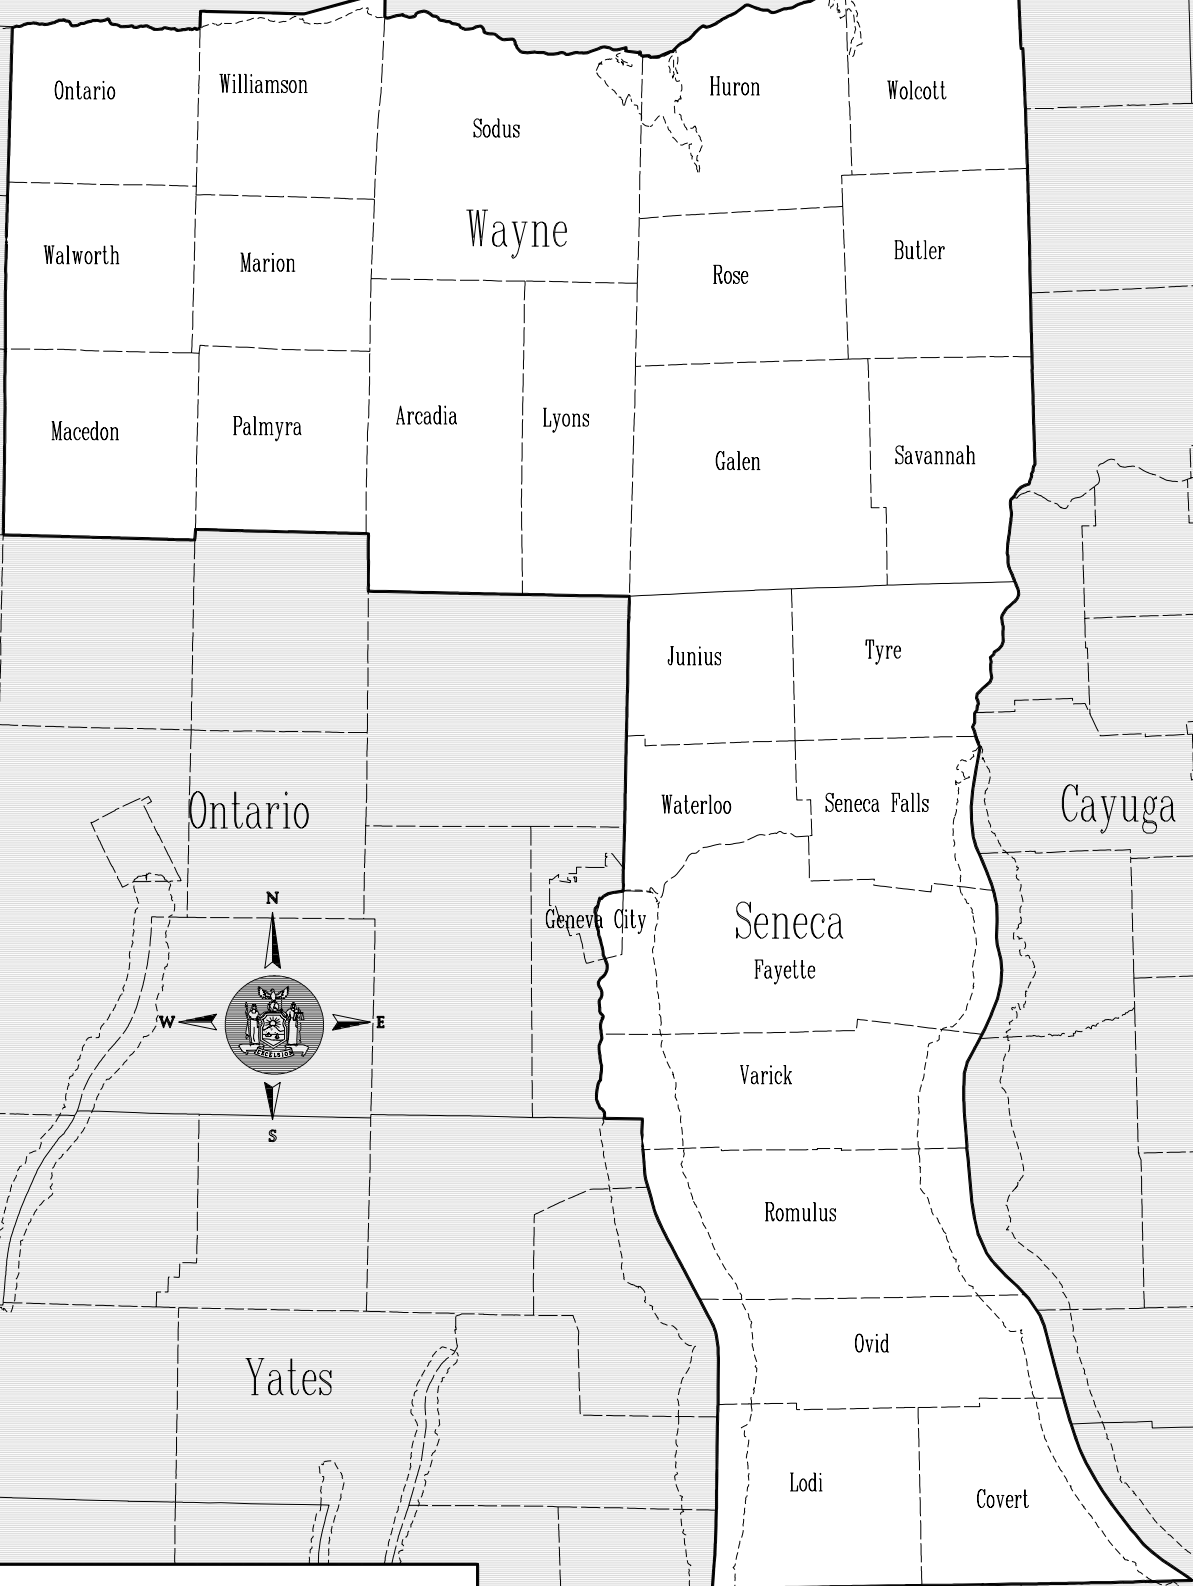 Ontario
Williamson
Huron
Wolcott
Sodus
Wayne
Walworth
Marion
Rose
Butler
Macedon
Palmyra
Arcadia
Lyons
Galen
Savannah
Junius
Tyre
Ontario
Waterloo
Seneca Falls
Cayuga
N
Geneva City
Seneca
Fayette
W
E
EXCELSIOR
S
Varick
Romulus
Ovid
Yates
Lodi
Covert